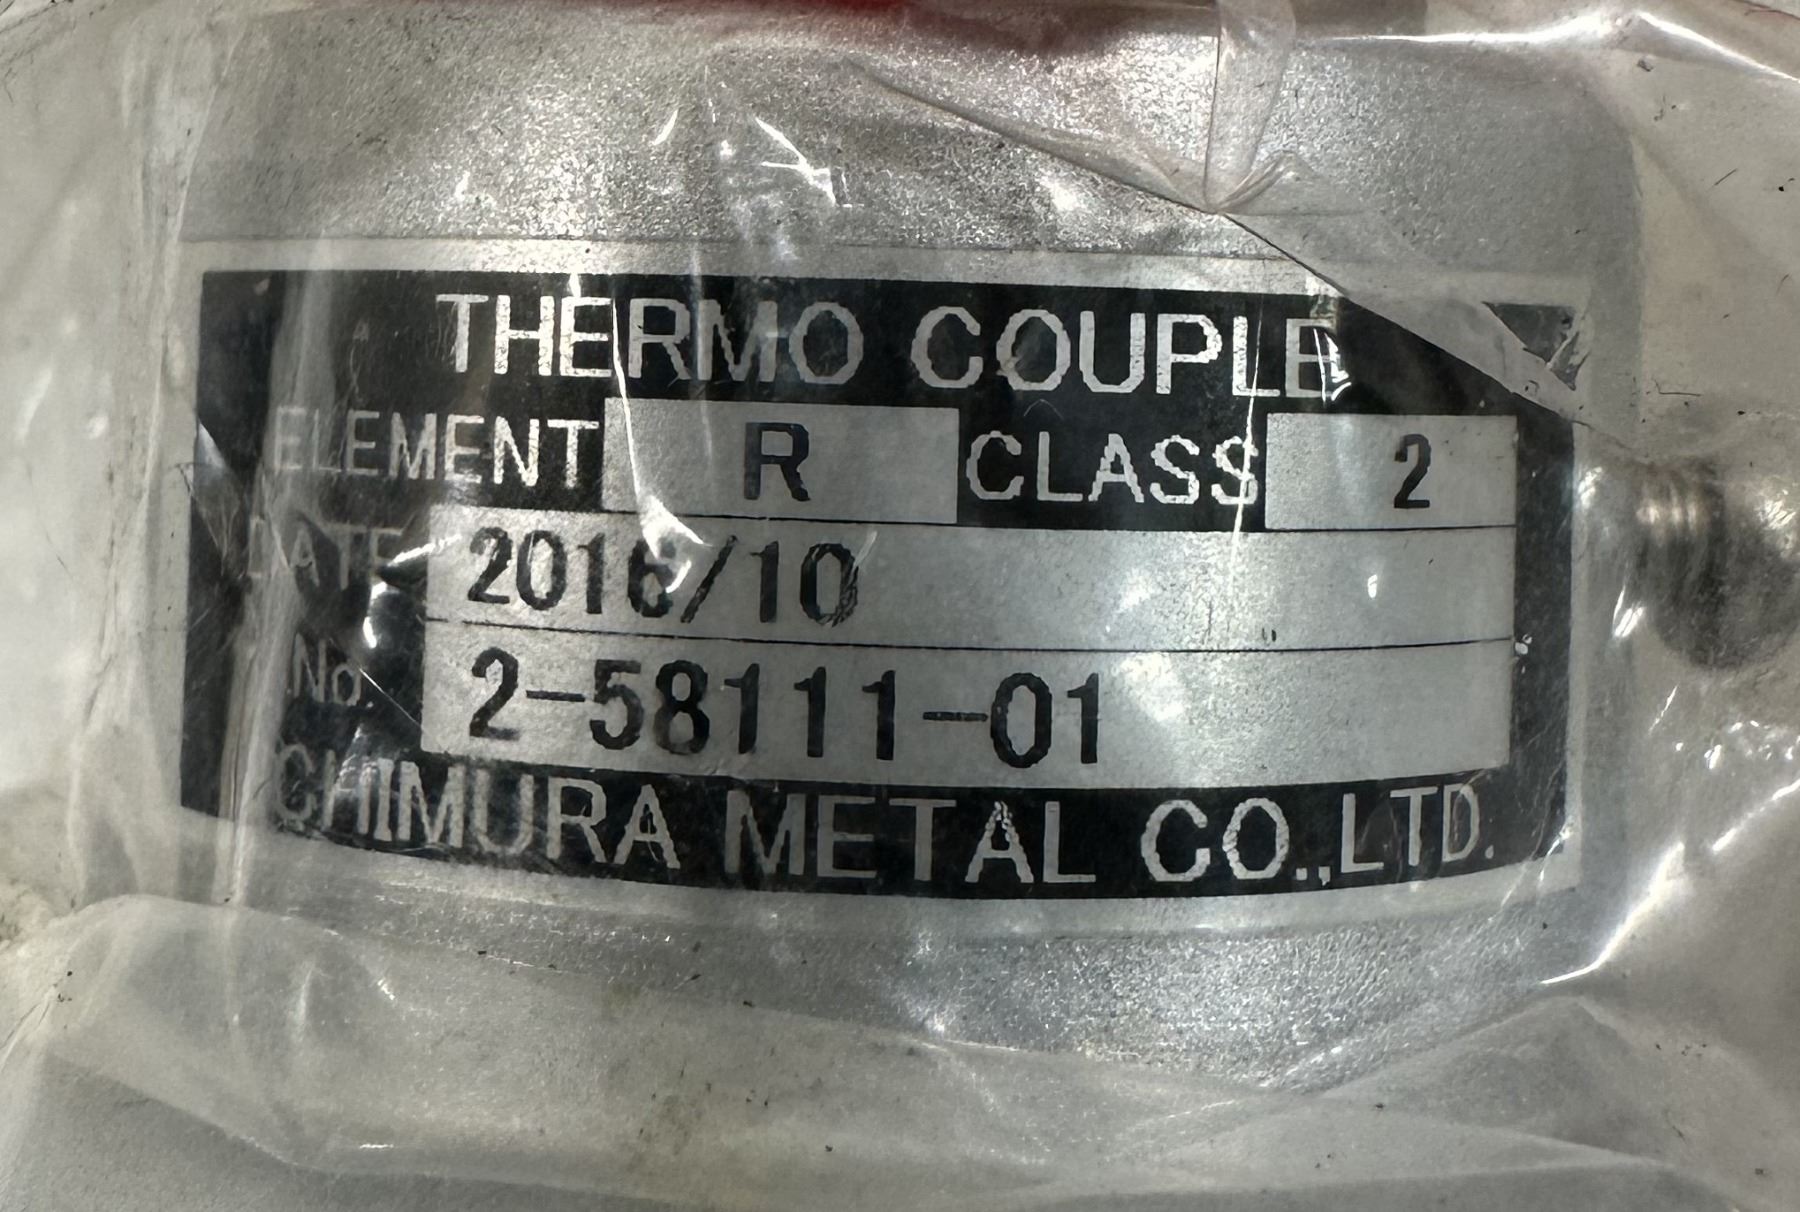 THERMO COUPLE
ELEMENT R CLASS 2
DATE 2016/10
No. 2-58111-01
CHIMURA METAL CO.,LTD.